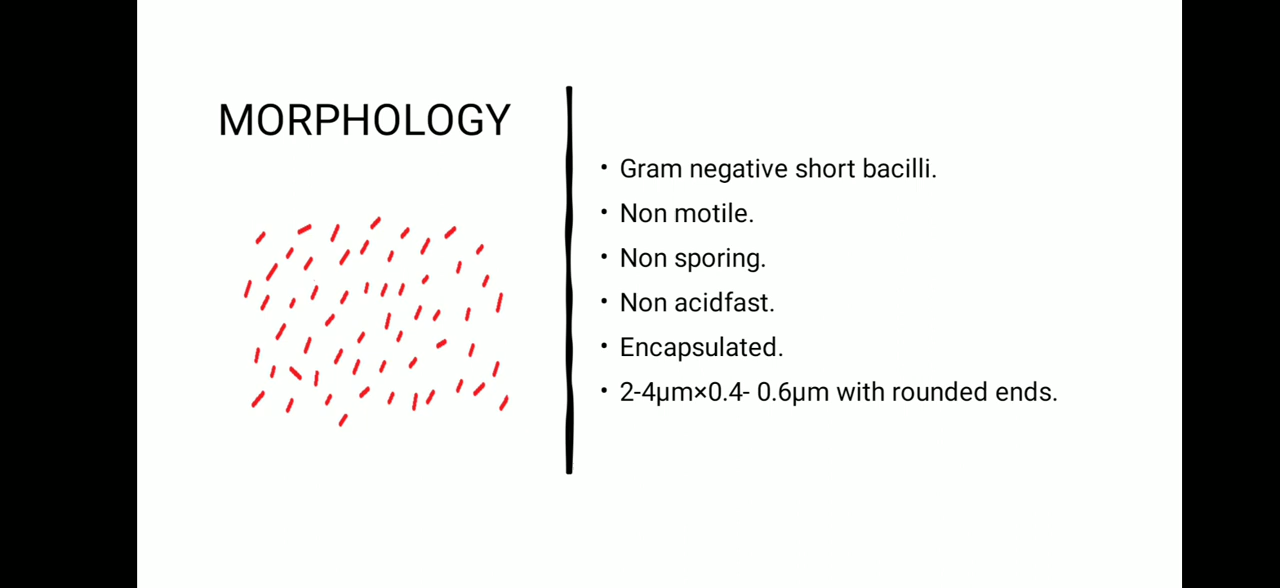 MORPHOLOGY
• Gram negative short bacilli.
• Non motile.
• Non sporing.
• Non acidfast.
• Encapsulated.
• 2-4µm×0.4- 0.6µm with rounded ends.